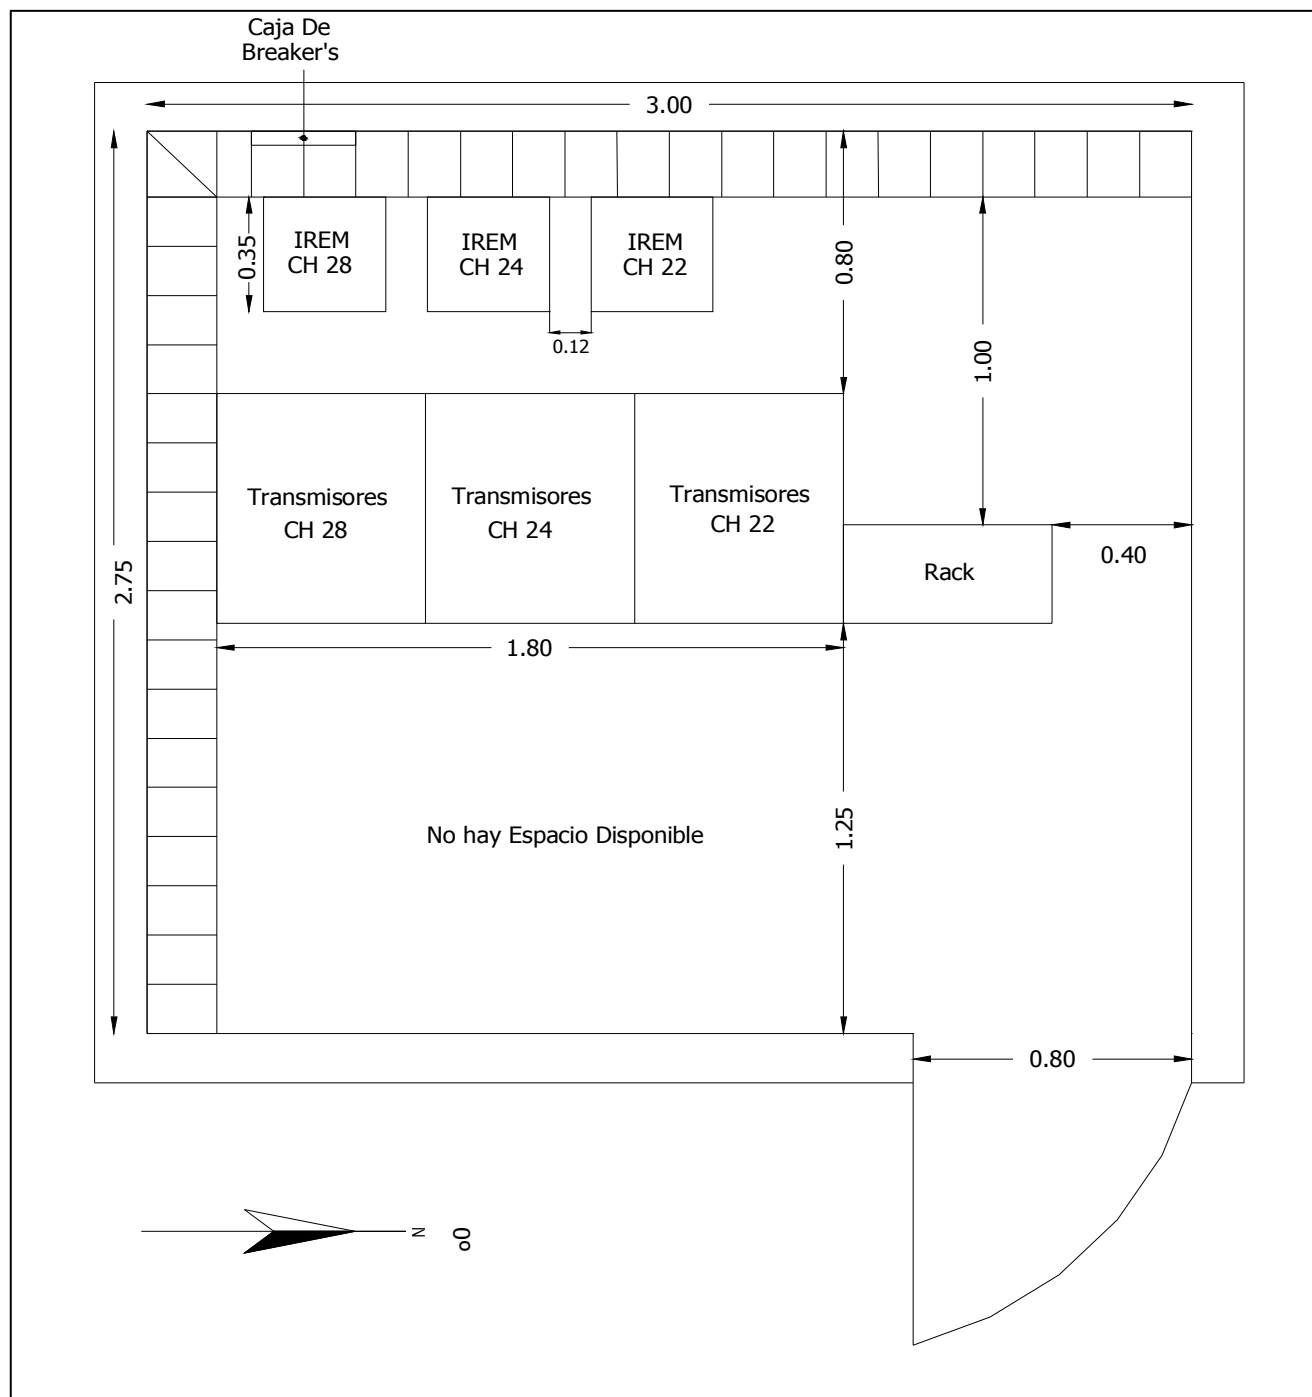 Caja De
Breaker's
3.00
IREM
CH 28
IREM
CH 24
IREM
CH 22
0.35
0.80
0.12
1.00
Transmisores
CH 28
Transmisores
CH 24
Transmisores
CH 22
Rack
0.40
2.75
1.80
No hay Espacio Disponible
1.25
0.80
N
0º